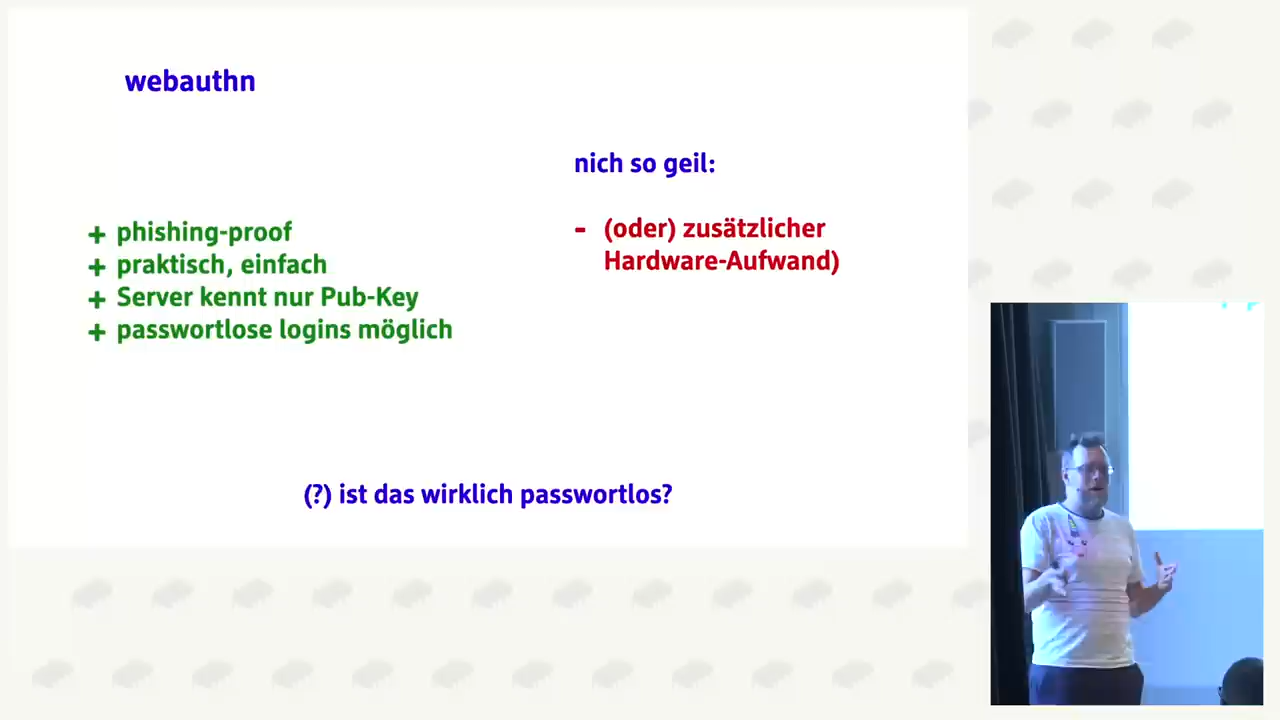 webauthn
+ phishing-proof
+ praktisch, einfach
+ Server kennt nur Pub-Key
+ passwortlose logins möglich
nich so geil:
- (oder) zusätzlicher
Hardware-Aufwand)
(?) ist das wirklich passwortlos?